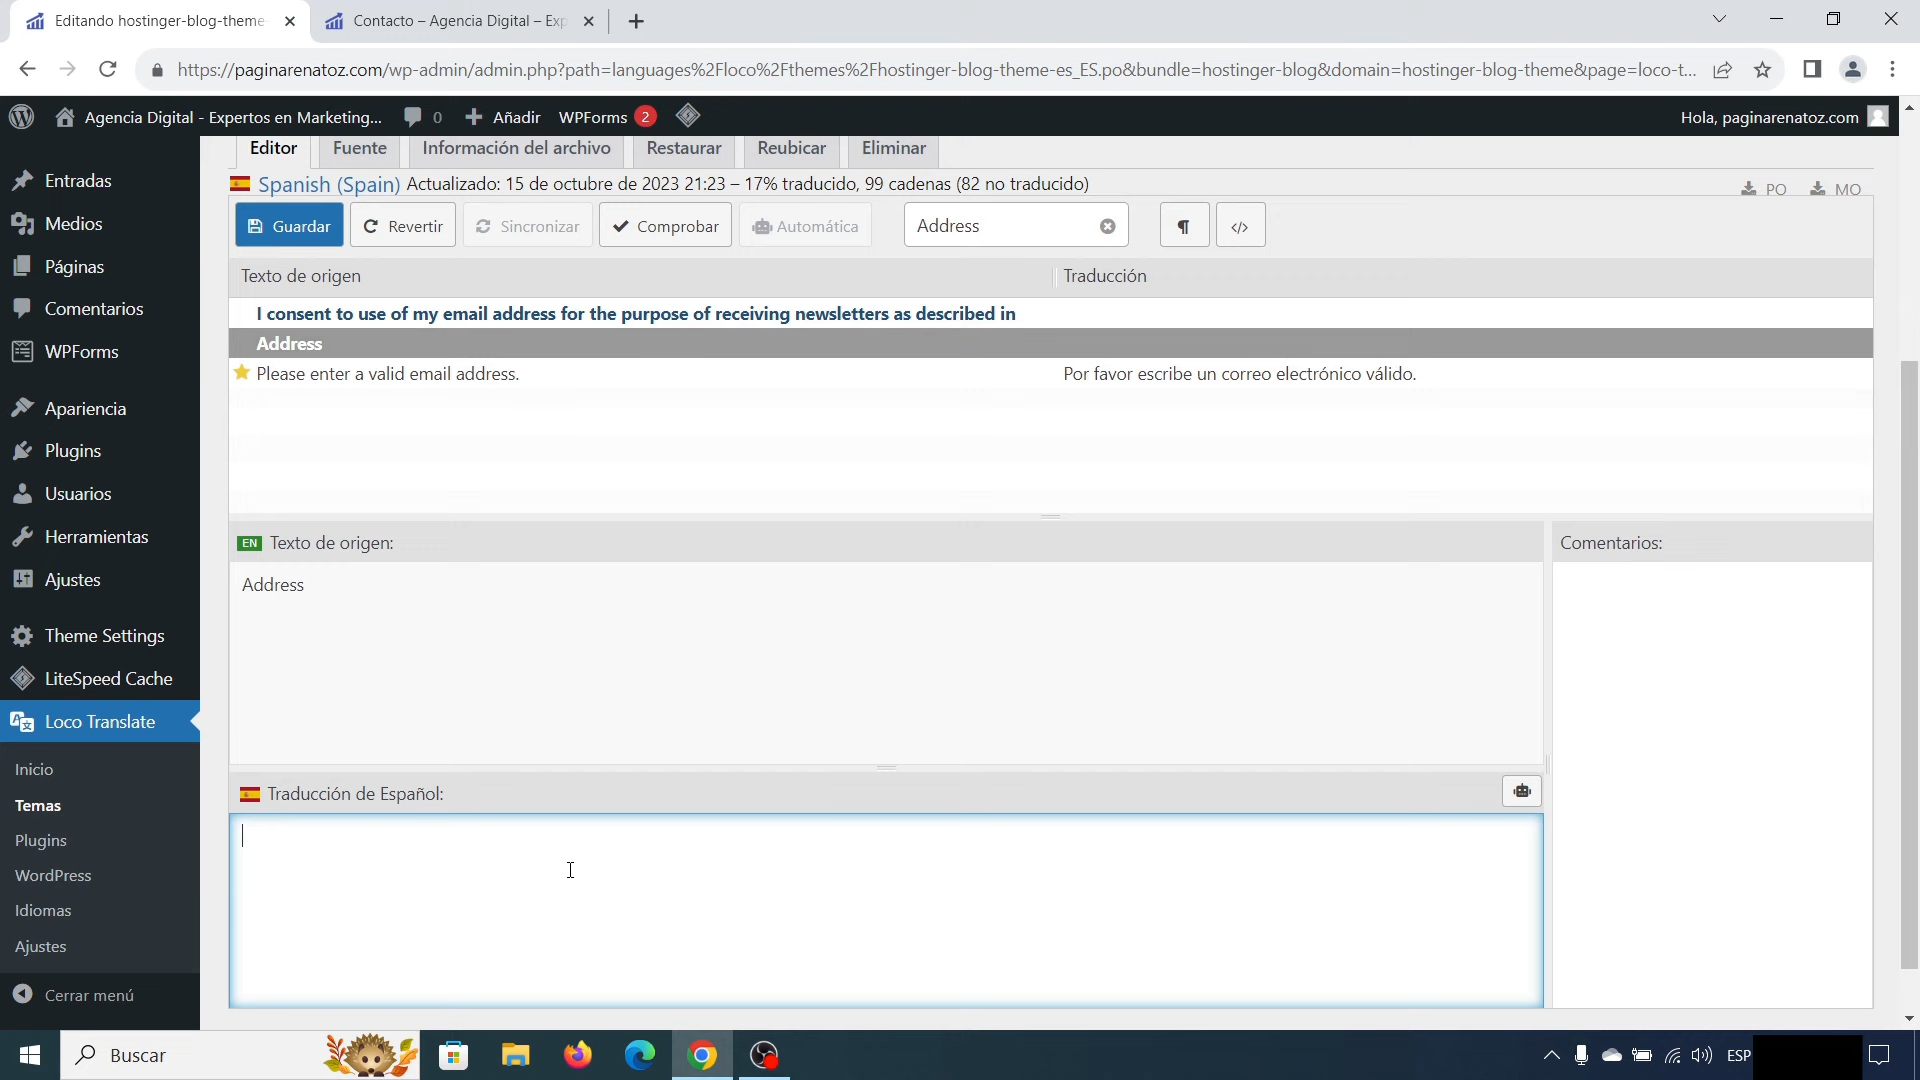 Editando hostinger-blog-theme-
Contacto – Agencia Digital – Exp
https://paginarenatoz.com/wp-admin/admin.php?path=languages%2Floco%2Fthemes%2Fhostinger-blog-theme-es_ES.po&bundle=hostinger-blog&domain=hostinger-blog-theme&page=loco-t...
Agencia Digital - Expertos en Marketing...
0
Añadir
WPForms 2
Hola, paginarenatoz.com
Editor
Fuente
Información del archivo
Restaurar
Reubicar
Eliminar
Spanish (Spain) Actualizado: 15 de octubre de 2023 21:23 – 17% traducido, 99 cadenas (82 no traducido)
PO
MO
Guardar
Revertir
Sincronizar
Comprobar
Automática
Address
¶
</>
Texto de origen
Traducción
I consent to use of my email address for the purpose of receiving newsletters as described in
Address
Please enter a valid email address.
Por favor escribe un correo electrónico válido.
EN Texto de origen:
Address
Comentarios:
Traducción de Español:
Entradas
Medios
Páginas
Comentarios
WPForms
Apariencia
Plugins
Usuarios
Herramientas
Ajustes
Theme Settings
LiteSpeed Cache
Loco Translate
Inicio
Temas
Plugins
WordPress
Idiomas
Ajustes
Cerrar menú
Buscar
ESP